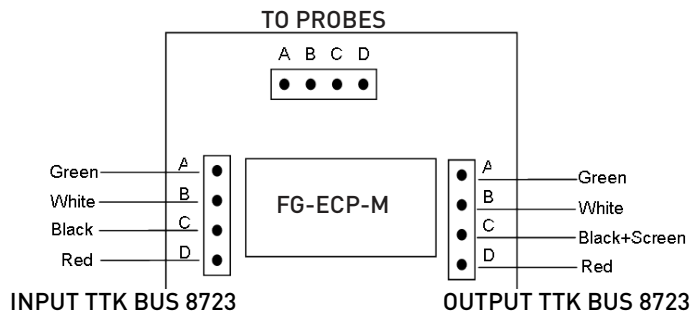 TO PROBES
A B C D
Green A
White B
Black C
Red D
FG-ECP-M
A Green
B White
C Black+Screen
D Red
INPUT TTK BUS 8723
OUTPUT TTK BUS 8723